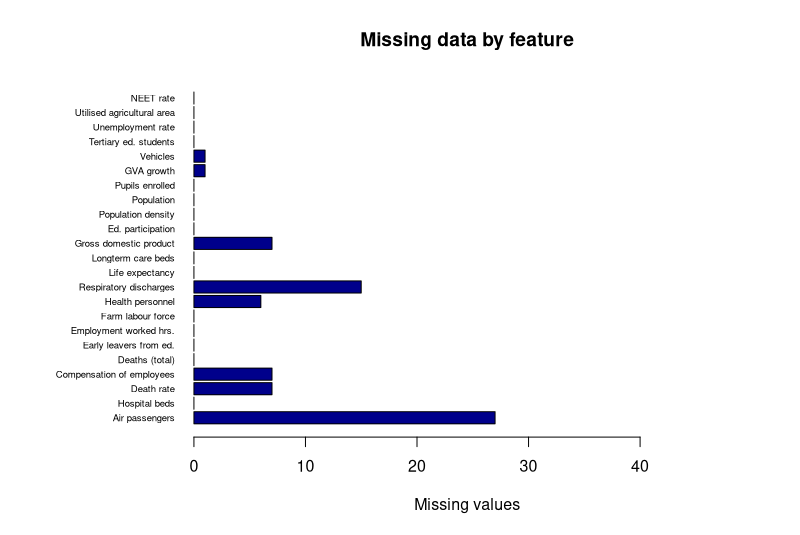 Missing data by feature
NEET rate
Utilised agricultural area
Unemployment rate
Tertiary ed. students
Vehicles
GVA growth
Pupils enrolled
Population
Population density
Ed. participation
Gross domestic product
Longterm care beds
Life expectancy
Respiratory discharges
Health personnel
Farm labour force
Employment worked hrs.
Early leavers from ed.
Deaths (total)
Compensation of employees
Death rate
Hospital beds
Air passengers
0 10 20 30 40
Missing values